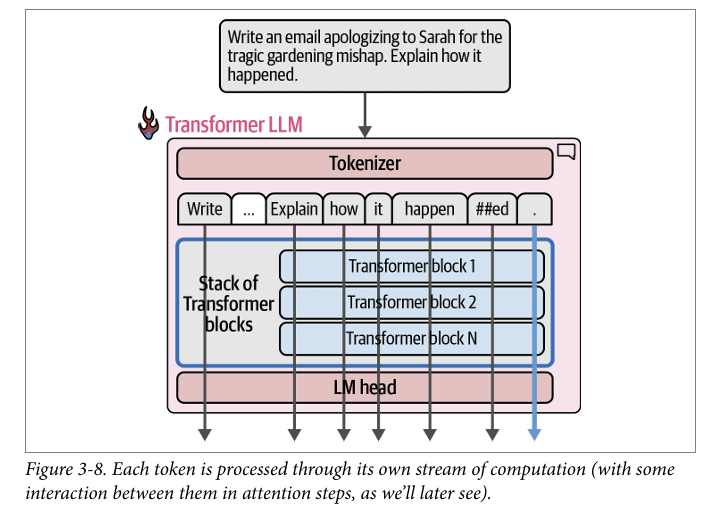 Write an email apologizing to Sarah for the
tragic gardening mishap. Explain how it
happened.
Transformer LLM
Tokenizer
Write ... Explain how it happen ##ed .
Stack of
Transformer
blocks
Transformer block 1
Transformer block 2
Transformer block N
LM head
Figure 3-8. Each token is processed through its own stream of computation (with some
interaction between them in attention steps, as we'll later see).